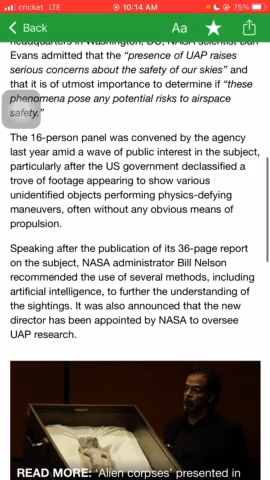 cricket LTE
10:14 AM
75%
Back
Aa
headquarters in Washington, DC, NASA scientist Dan
Evans admitted that the "presence of UAP raises
serious concerns about the safety of our skies" and
that it is of utmost importance to determine if "these
phenomena pose any potential risks to airspace
safety."
The 16-person panel was convened by the agency
last year amid a wave of public interest in the subject,
particularly after the US government declassified a
trove of footage appearing to show various
unidentified objects performing physics-defying
maneuvers, often without any obvious means of
propulsion.
Speaking after the publication of its 36-page report
on the subject, NASA administrator Bill Nelson
recommended the use of several methods, including
artificial intelligence, to further the understanding of
the sightings. It was also announced that the new
director has been appointed by NASA to oversee
UAP research.
READ MORE: 'Alien corpses' presented in